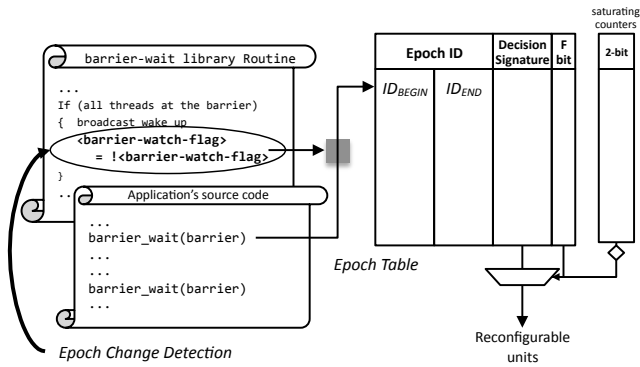 saturating
counters
barrier-wait library Routine
...
If (all threads at the barrier)
{ broadcast wake up
<barrier-watch-flag>
= !<barrier-watch-flag>
}
...
Application's source code
...
barrier_wait(barrier)
...
...
barrier_wait(barrier)
...
Epoch Change Detection
Epoch ID
Decision
Signature
F
bit
2-bit
IDBEGIN
IDEND
Epoch Table
Reconfigurable
units